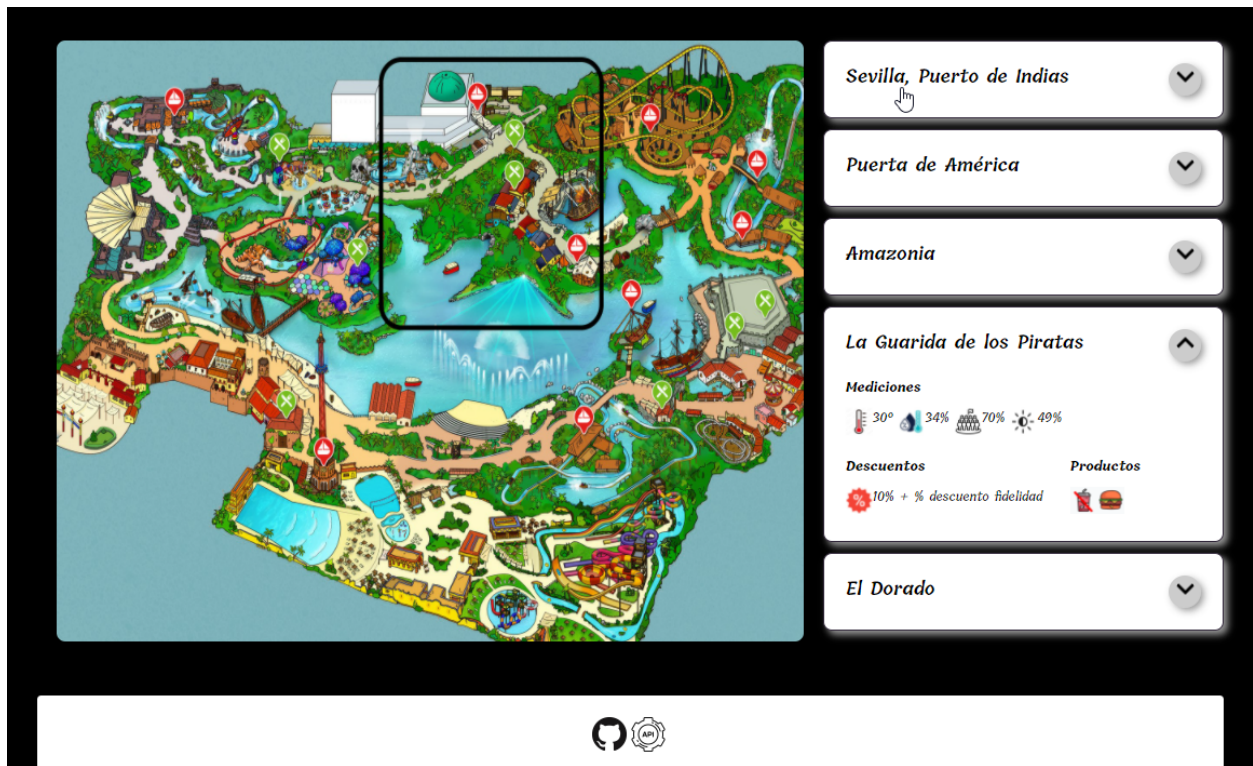 Sevilla, Puerto de Indias
Puerta de América
Amazonia
La Guarida de los Piratas
Mediciones
30º 34% 70% 49%
Descuentos Productos
% 10% + % descuento fidelidad
El Dorado
API